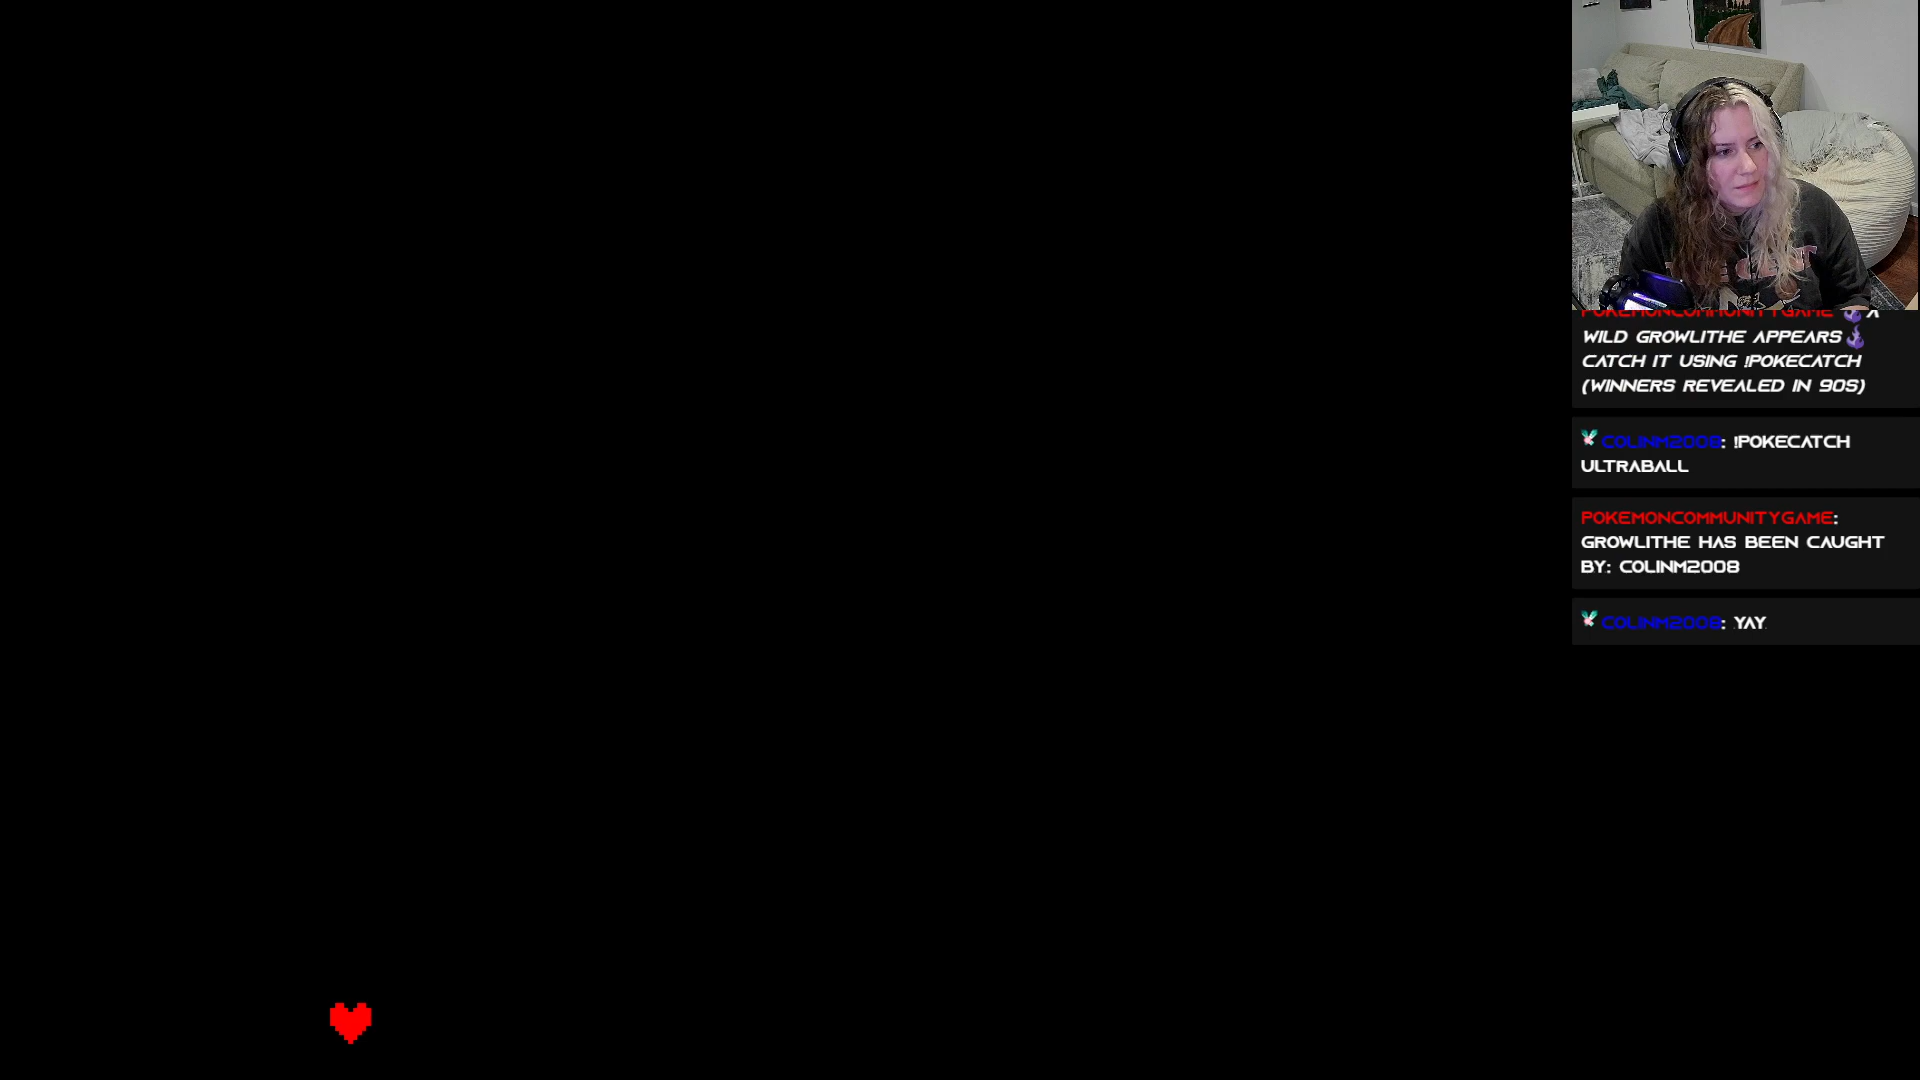 POKEMONCOMMUNITYGAME
WILD GROWLITHE APPEARS
CATCH IT USING !POKECATCH
(WINNERS REVEALED IN 90S)
COLINM2008: !POKECATCH
ULTRABALL
POKEMONCOMMUNITYGAME:
GROWLITHE HAS BEEN CAUGHT
BY: COLINM2008
COLINM2008: YAY